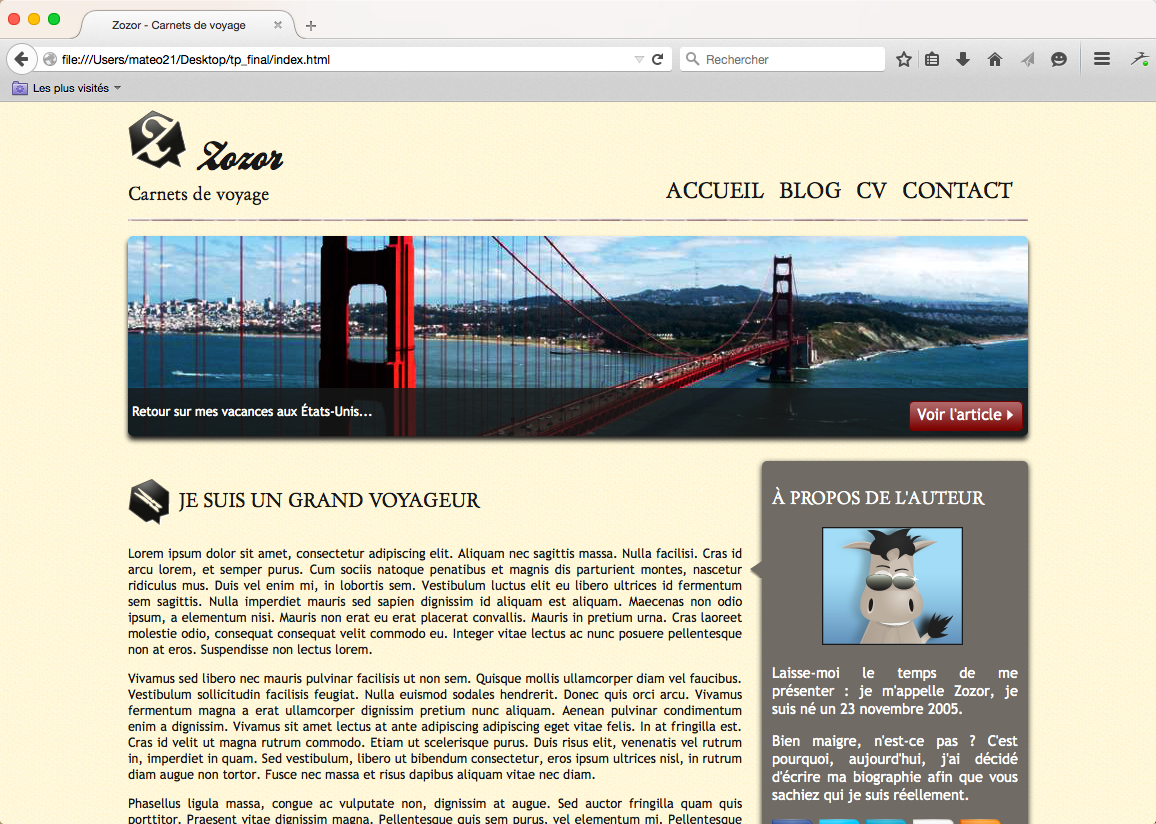 Zozor - Carnets de voyage
file:///Users/mateo21/Desktop/tp_final/index.html
Rechercher
Les plus visités
Zozor
Carnets de voyage
ACCUEIL BLOG CV CONTACT
Retour sur mes vacances aux États-Unis...
Voir l'article
JE SUIS UN GRAND VOYAGEUR
Lorem ipsum dolor sit amet, consectetur adipiscing elit. Aliquam nec sagittis massa. Nulla facilisi. Cras id
arcu lorem, et semper purus. Cum sociis natoque penatibus et magnis dis parturient montes, nascetur
ridiculus mus. Duis vel enim mi, in lobortis sem. Vestibulum luctus elit eu libero ultrices id fermentum
sem sagittis. Nulla imperdiet mauris sed sapien dignissim id aliquam est aliquam. Maecenas non odio
ipsum, a elementum nisi. Mauris non erat eu erat placerat convallis. Mauris in pretium urna. Cras laoreet
molestie odio, consequat consequat velit commodo eu. Integer vitae lectus ac nunc posuere pellentesque
non at eros. Suspendisse non lectus lorem.
Vivamus sed libero nec mauris pulvinar facilisis ut non sem. Quisque mollis ullamcorper diam vel faucibus.
Vestibulum sollicitudin facilisis feugiat. Nulla euismod sodales hendrerit. Donec quis orci arcu. Vivamus
fermentum magna a erat ullamcorper dignissim pretium nunc aliquam. Aenean pulvinar condimentum
enim a dignissim. Vivamus sit amet lectus at ante adipiscing adipiscing eget vitae felis. In at fringilla est.
Cras id velit ut magna rutrum commodo. Etiam ut scelerisque purus. Duis risus elit, venenatis vel rutrum
in, imperdiet in quam. Sed vestibulum, libero ut bibendum consectetur, eros ipsum ultrices nisl, in rutrum
diam augue non tortor. Fusce nec massa et risus dapibus aliquam vitae nec diam.
Phasellus ligula massa, congue ac vulputate non, dignissim at augue. Sed auctor fringilla quam quis
porttitor. Praesent vitae dignissim magna. Pellentesque quis sem purus, vel elementum mi. Pellentesque
À PROPOS DE L'AUTEUR
Laisse-moi le temps de me
présenter : je m'appelle Zozor, je
suis né un 23 novembre 2005.
Bien maigre, n'est-ce pas ? C'est
pourquoi, aujourd'hui, j'ai décidé
d'écrire ma biographie afin que vous
sachiez qui je suis réellement.